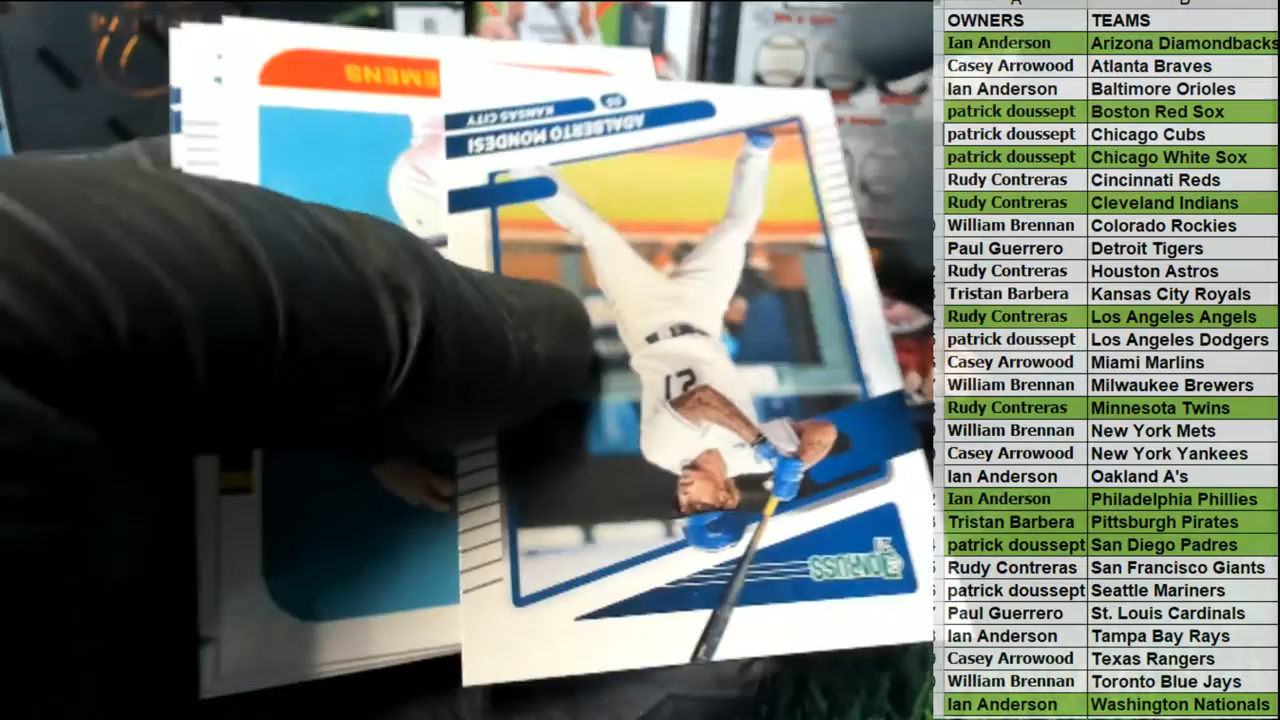 EMENS
KANSAS CITY
SS
ADALBERTO MONDESI
27
DONRUSS
21
OWNERS TEAMS
Ian Anderson Arizona Diamondbacks
Casey Arrowood Atlanta Braves
Ian Anderson Baltimore Orioles
patrick doussept Boston Red Sox
patrick doussept Chicago Cubs
patrick doussept Chicago White Sox
Rudy Contreras Cincinnati Reds
Rudy Contreras Cleveland Indians
William Brennan Colorado Rockies
Paul Guerrero Detroit Tigers
Rudy Contreras Houston Astros
Tristan Barbera Kansas City Royals
Rudy Contreras Los Angeles Angels
patrick doussept Los Angeles Dodgers
Casey Arrowood Miami Marlins
William Brennan Milwaukee Brewers
Rudy Contreras Minnesota Twins
William Brennan New York Mets
Casey Arrowood New York Yankees
Ian Anderson Oakland A's
Ian Anderson Philadelphia Phillies
Tristan Barbera Pittsburgh Pirates
patrick doussept San Diego Padres
Rudy Contreras San Francisco Giants
patrick doussept Seattle Mariners
Paul Guerrero St. Louis Cardinals
Ian Anderson Tampa Bay Rays
Casey Arrowood Texas Rangers
William Brennan Toronto Blue Jays
Ian Anderson Washington Nationals